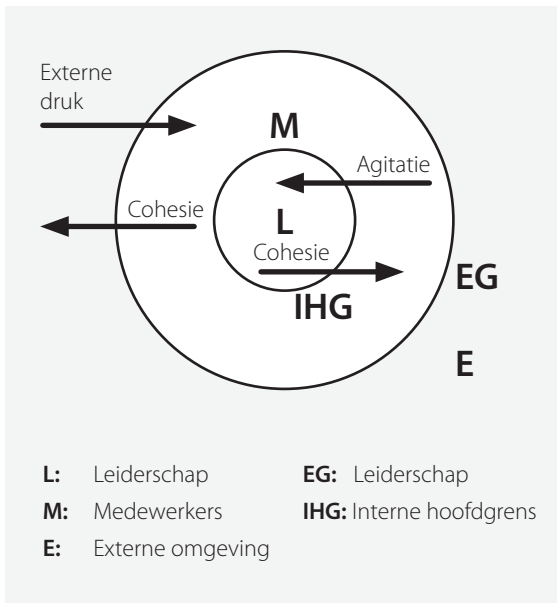 Externe
druk
M
Agitatie
Cohesie
L
Cohesie
EG
IHG
E
L: Leiderschap
EG: Leiderschap
M: Medewerkers
IHG: Interne hoofdgrens
E: Externe omgeving